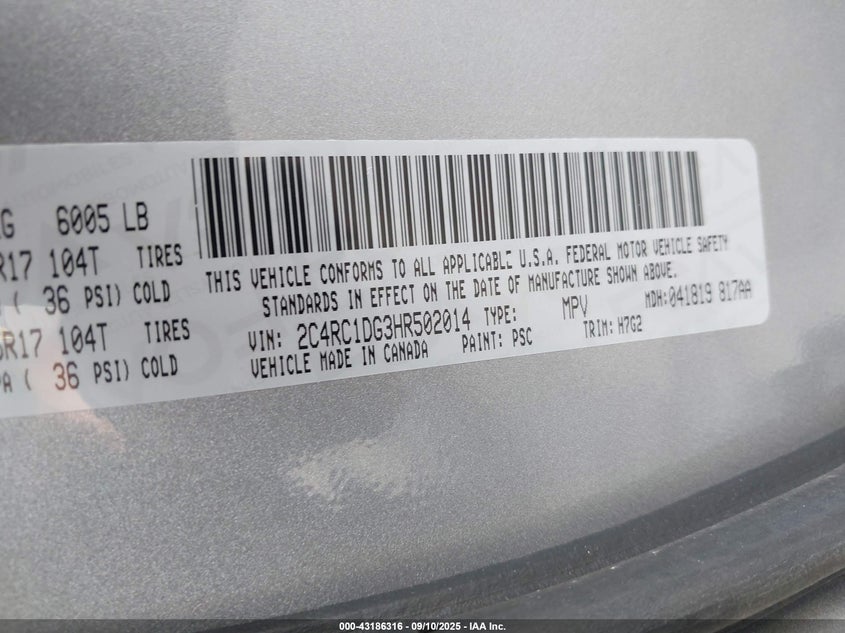 G 6005 LB
R17 104T TIRES
( 36 PSI) COLD
R17 104T TIRES
PA ( 36 PSI) COLD
THIS VEHICLE CONFORMS TO ALL APPLICABLE U.S.A. FEDERAL MOTOR VEHICLE SAFETY
STANDARDS IN EFFECT ON THE DATE OF MANUFACTURE SHOWN ABOVE.
VIN: 2C4RC1DG3HR502014 TYPE: MPV MDH:041819 817AA
VEHICLE MADE IN CANADA PAINT: PSC TRIM: H7G2
000-43186316 - 09/10/2025 - IAA Inc.